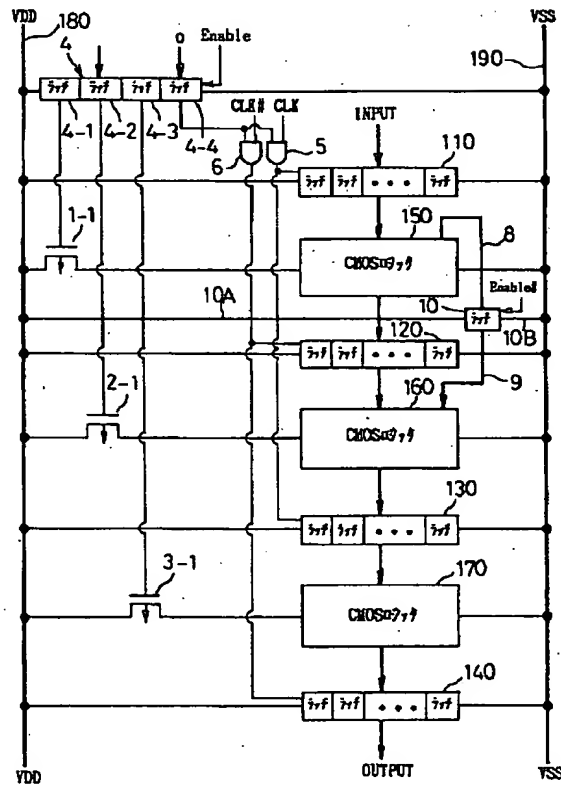 VDD
180
VSS
4
0
Enable
190
ラッチ ラッチ ラッチ ラッチ
4-1
4-2
4-3
4-4
CLK#
CLK
INPUT
6
5
110
ラッチ ラッチ • • • ラッチ
1-1
150
8
CMOSロジック
Enable#
10A
10
ラッチ
10B
120
ラッチ ラッチ • • • ラッチ
160
9
2-1
CMOSロジック
130
ラッチ ラッチ • • • ラッチ
3-1
170
CMOSロジック
140
ラッチ ラッチ • • • ラッチ
VDD
OUTPUT
VSS